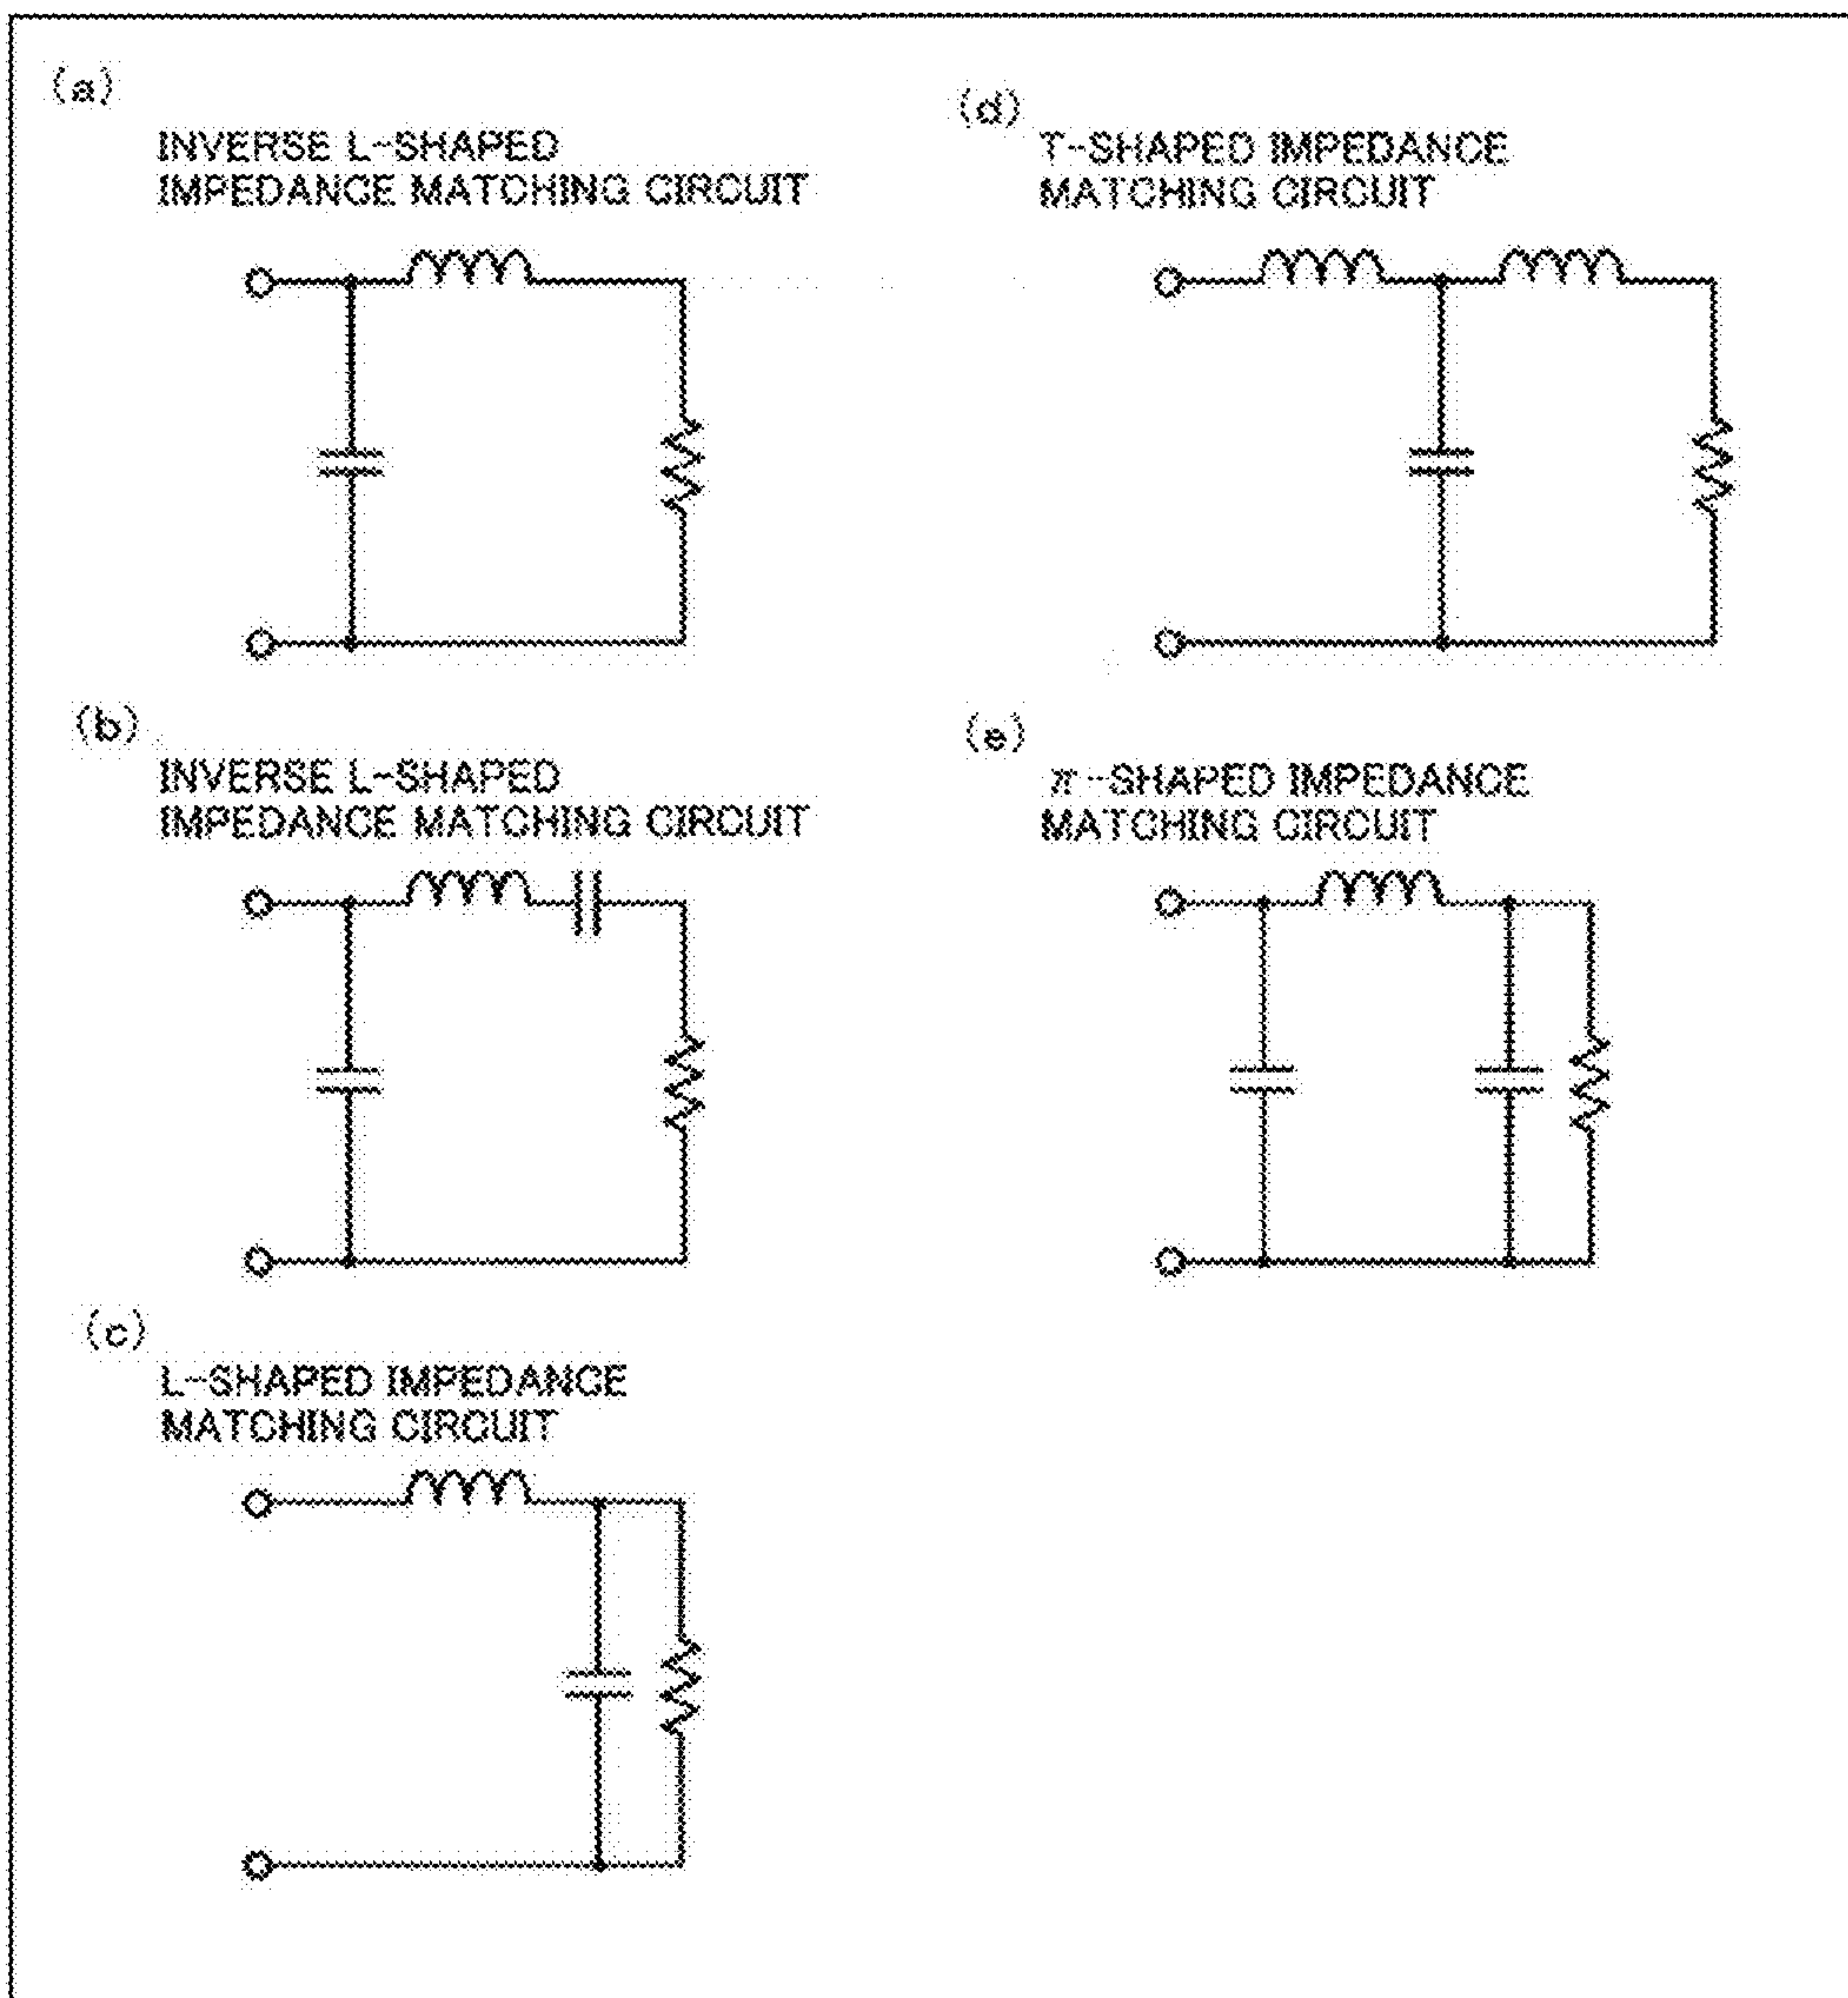 (a)
INVERSE L-SHAPED
IMPEDANCE MATCHING CIRCUIT
(b)
INVERSE L-SHAPED
IMPEDANCE MATCHING CIRCUIT
(c)
L-SHAPED IMPEDANCE
MATCHING CIRCUIT
(d)
T-SHAPED IMPEDANCE
MATCHING CIRCUIT
(e)
π-SHAPED IMPEDANCE
MATCHING CIRCUIT